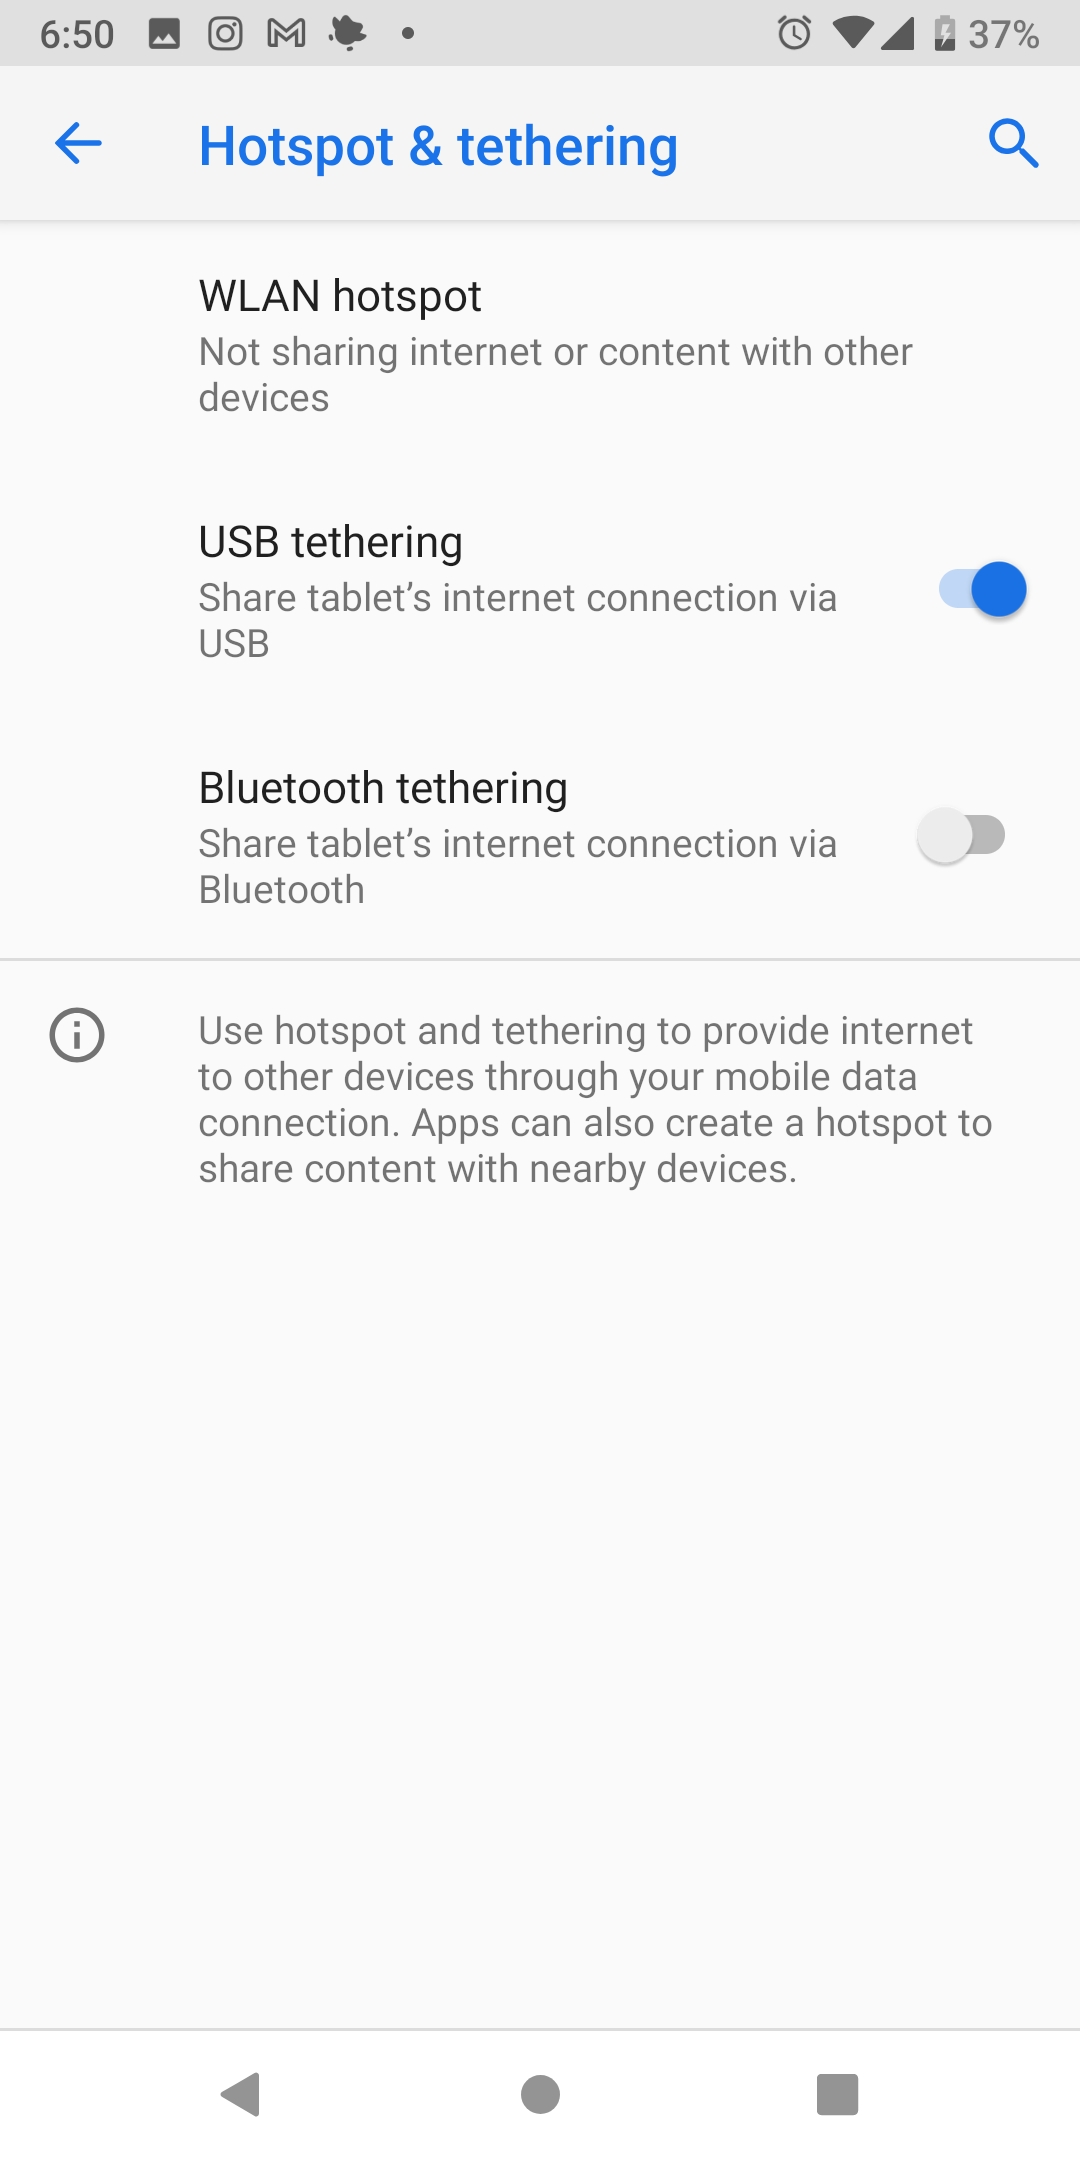 6:50
37%
Hotspot & tethering
WLAN hotspot
Not sharing internet or content with other
devices
USB tethering
Share tablet’s internet connection via
USB
Bluetooth tethering
Share tablet’s internet connection via
Bluetooth
Use hotspot and tethering to provide internet
to other devices through your mobile data
connection. Apps can also create a hotspot to
share content with nearby devices.